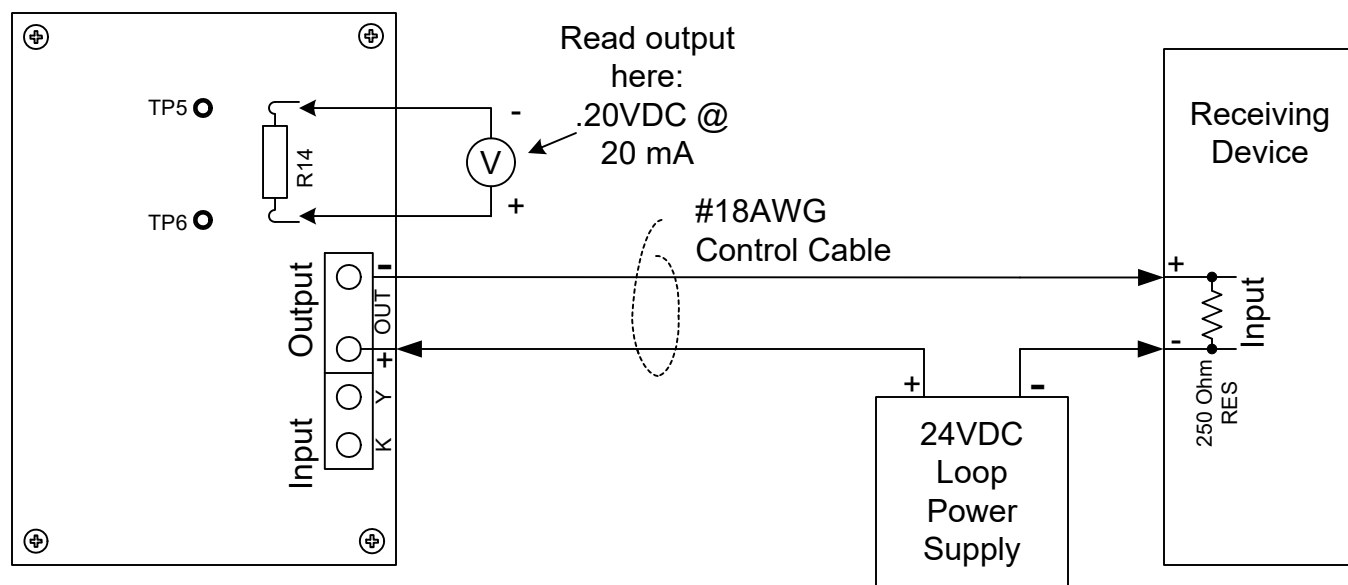 TP5
TP6
R14
-
V
+
Read output
here:
.20VDC @
20 mA
#18AWG
Control Cable
Output
Input
-
OUT
+
Y
K
24VDC
Loop
Power
Supply
+
-
Receiving
Device
+
-
Input
250 Ohm
RES